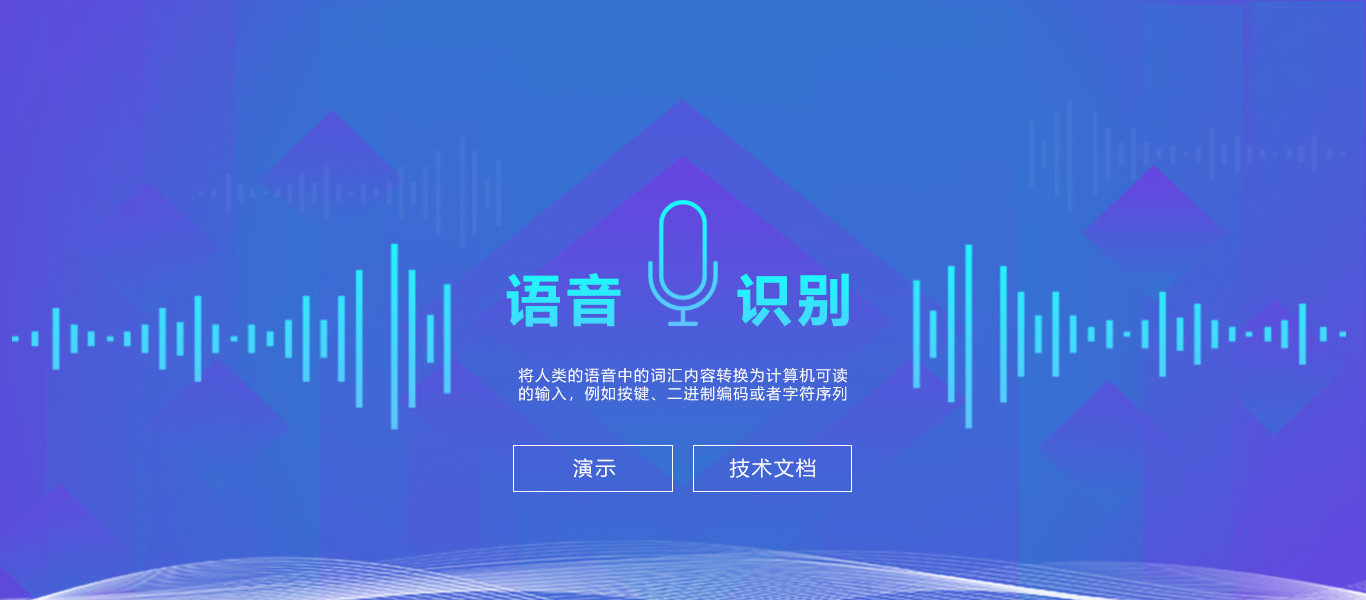 语音识别
将人类的语音中的词汇内容转换为计算机可读
的输入，例如按键、二进制编码或者字符序列
演示
技术文档